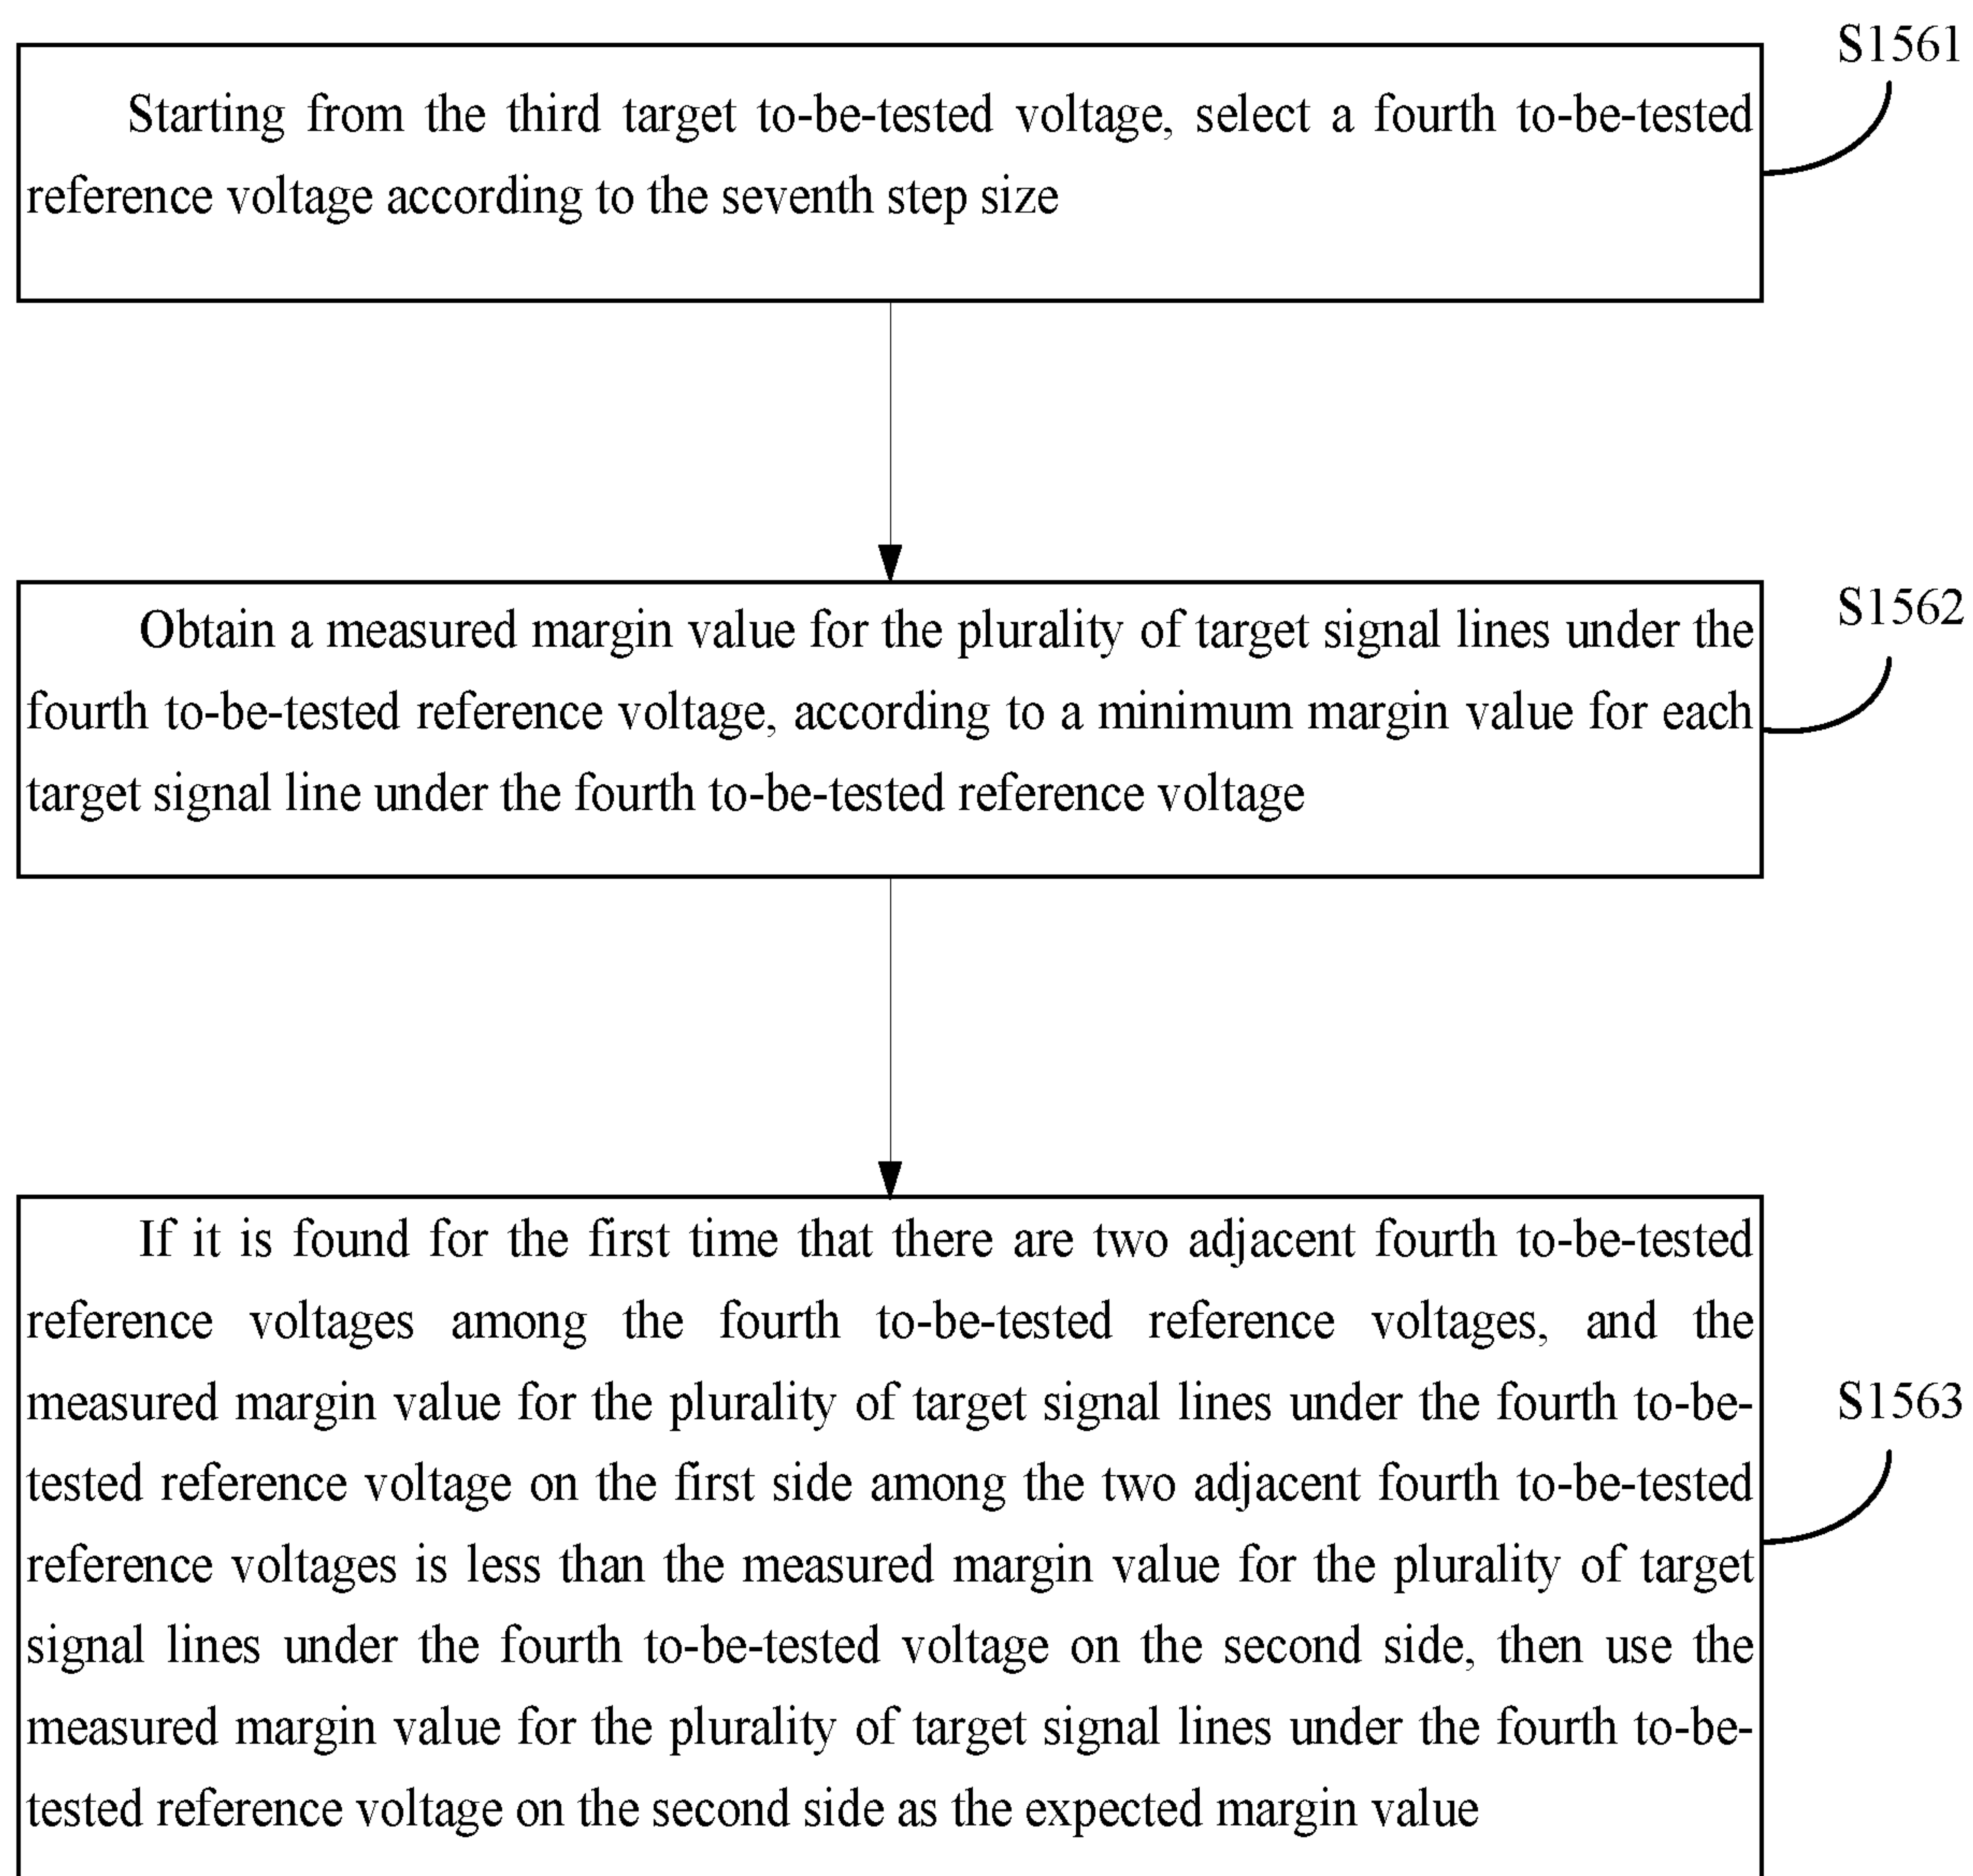 S1561
Starting from the third target to-be-tested voltage, select a fourth to-be-tested
reference voltage according to the seventh step size
S1562
Obtain a measured margin value for the plurality of target signal lines under the
fourth to-be-tested reference voltage, according to a minimum margin value for each
target signal line under the fourth to-be-tested reference voltage
If it is found for the first time that there are two adjacent fourth to-be-tested
reference voltages among the fourth to-be-tested reference voltages, and the
measured margin value for the plurality of target signal lines under the fourth to-be-
S1563
tested reference voltage on the first side among the two adjacent fourth to-be-tested
reference voltages is less than the measured margin value for the plurality of target
signal lines under the fourth to-be-tested voltage on the second side, then use the
measured margin value for the plurality of target signal lines under the fourth to-be-
tested reference voltage on the second side as the expected margin value